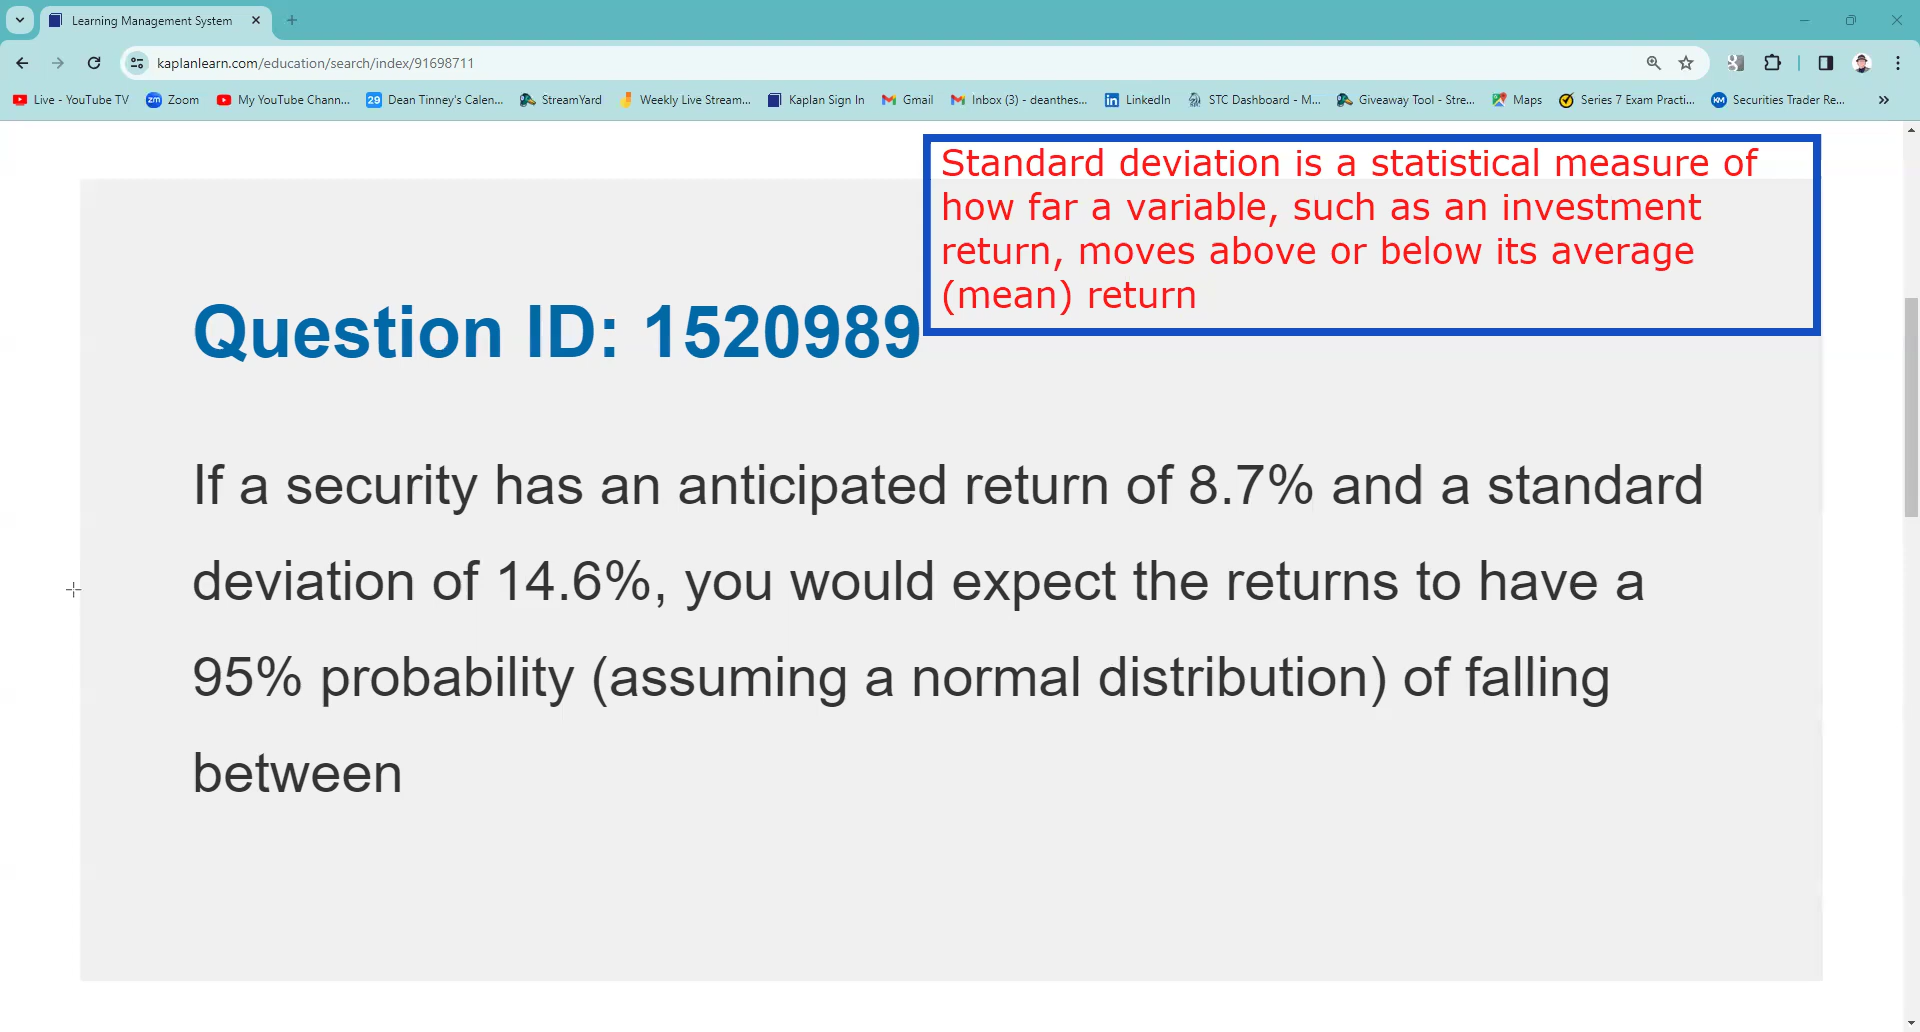 Learning Management System
kaplanlearn.com/education/search/index/91698711
Live - YouTube TV
Zoom
My YouTube Chann...
29
Dean Tinney's Calen...
StreamYard
Weekly Live Stream...
Kaplan Sign In
Gmail
Inbox (3) - deanthes...
in
LinkedIn
STC Dashboard - M...
Giveaway Tool - Stre...
Maps
Series 7 Exam Practi...
KM
Securities Trader Re...
Standard deviation is a statistical measure of
how far a variable, such as an investment
return, moves above or below its average
(mean) return
Question ID: 1520989
If a security has an anticipated return of 8.7% and a standard
deviation of 14.6%, you would expect the returns to have a
95% probability (assuming a normal distribution) of falling
between